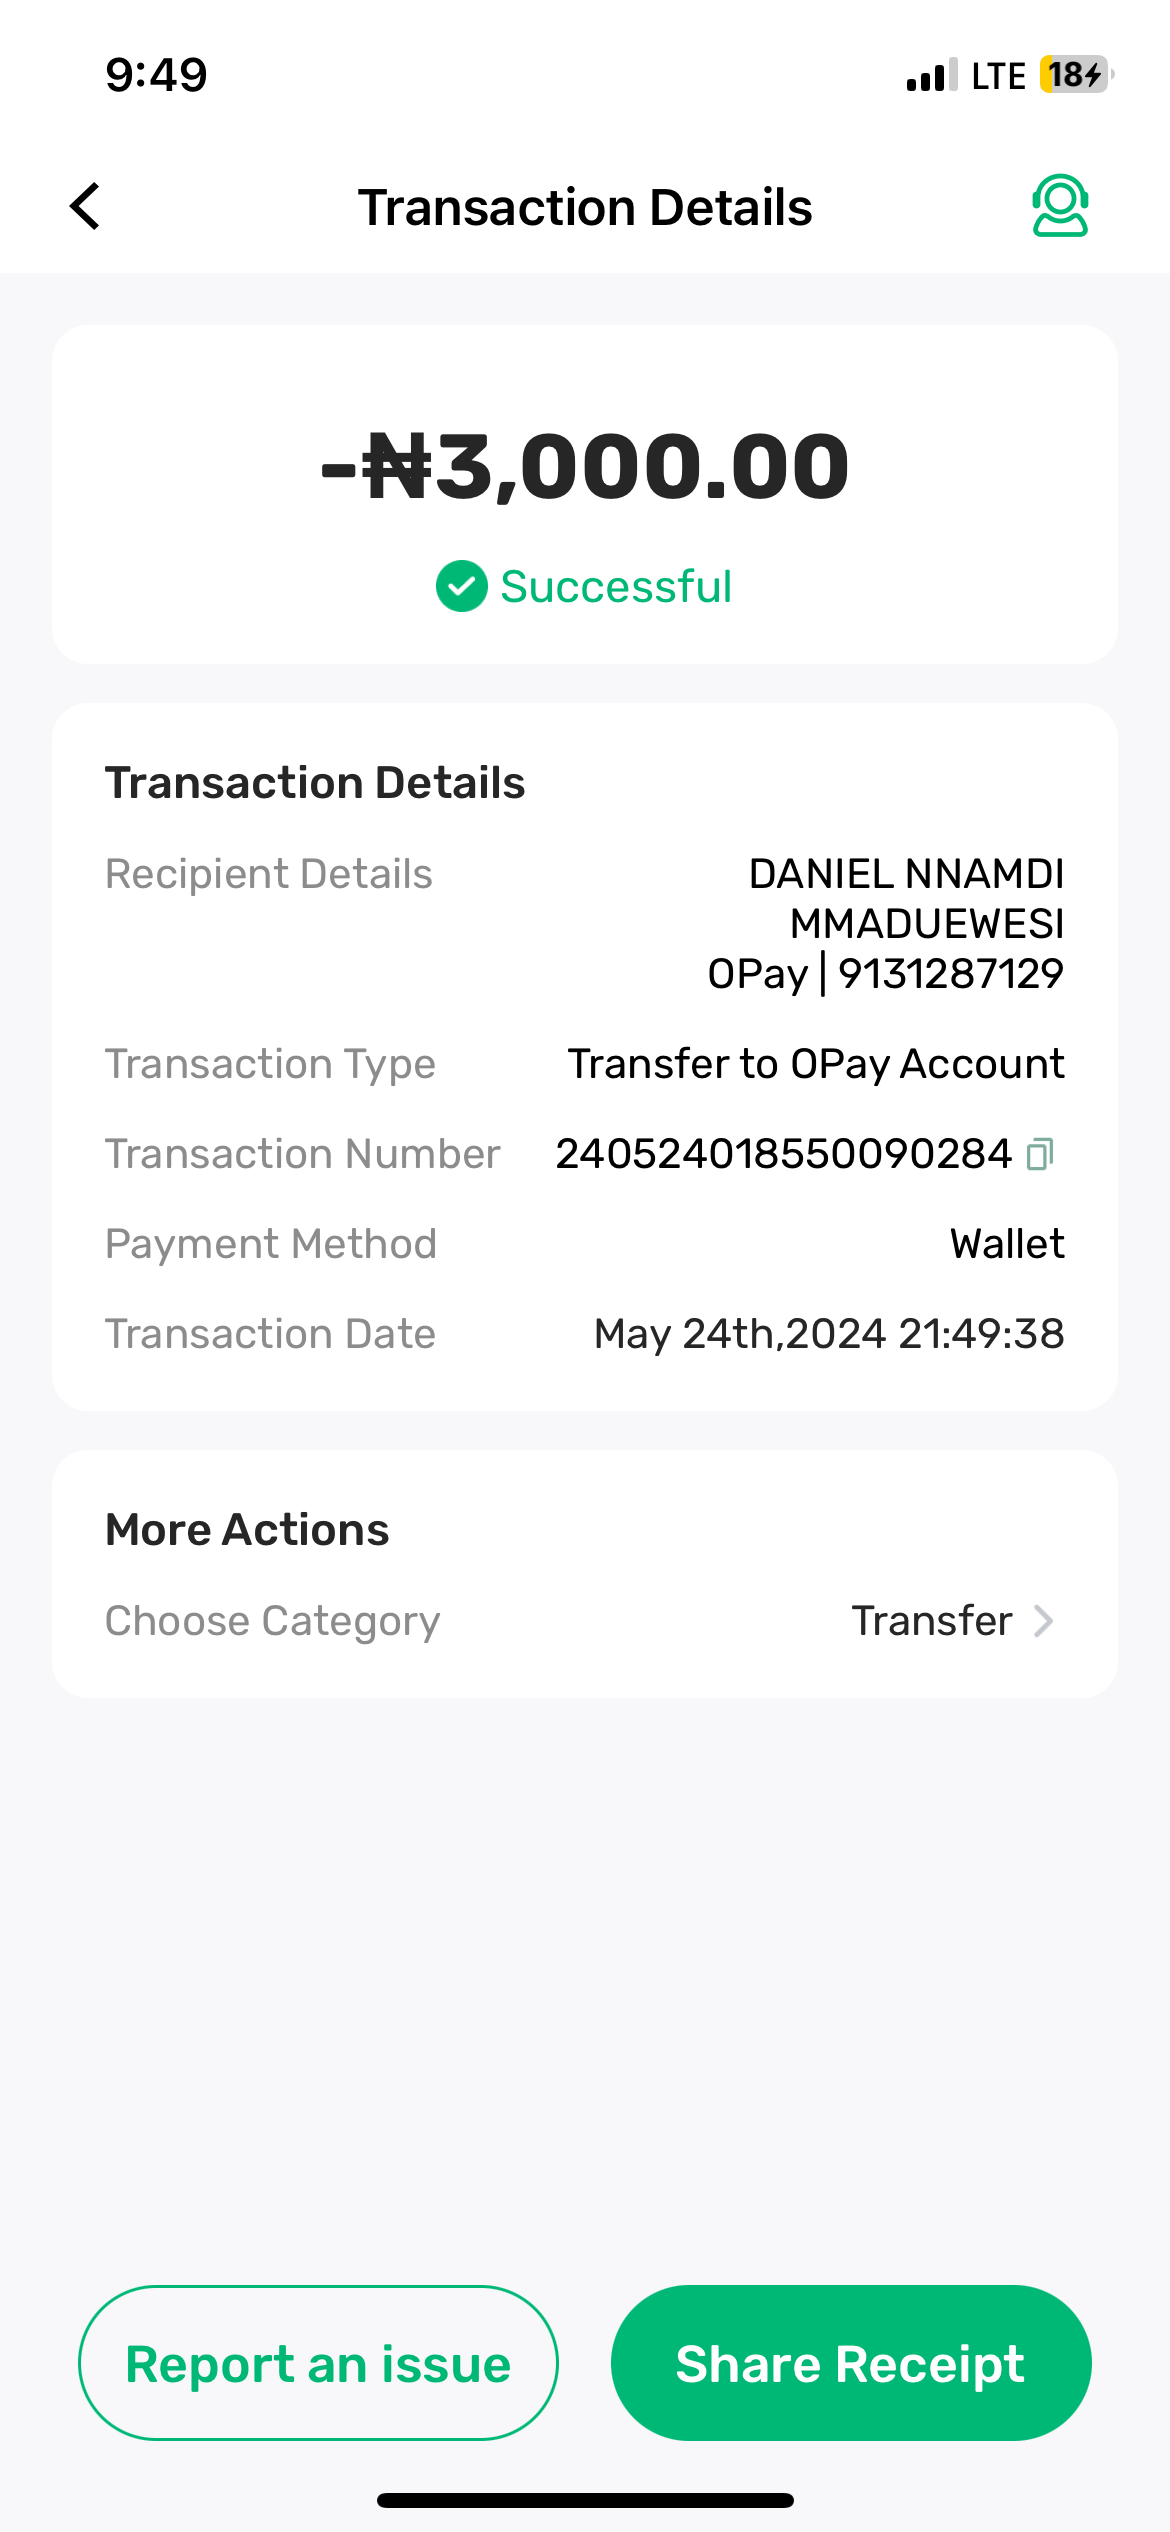 9:49
LTE 18
Transaction Details
-₦3,000.00
Successful
Transaction Details
Recipient Details DANIEL NNAMDI
MMADUEWESI
OPay | 9131287129
Transaction Type Transfer to OPay Account
Transaction Number 240524018550090284
Payment Method Wallet
Transaction Date May 24th,2024 21:49:38
More Actions
Choose Category Transfer
Report an issue Share Receipt